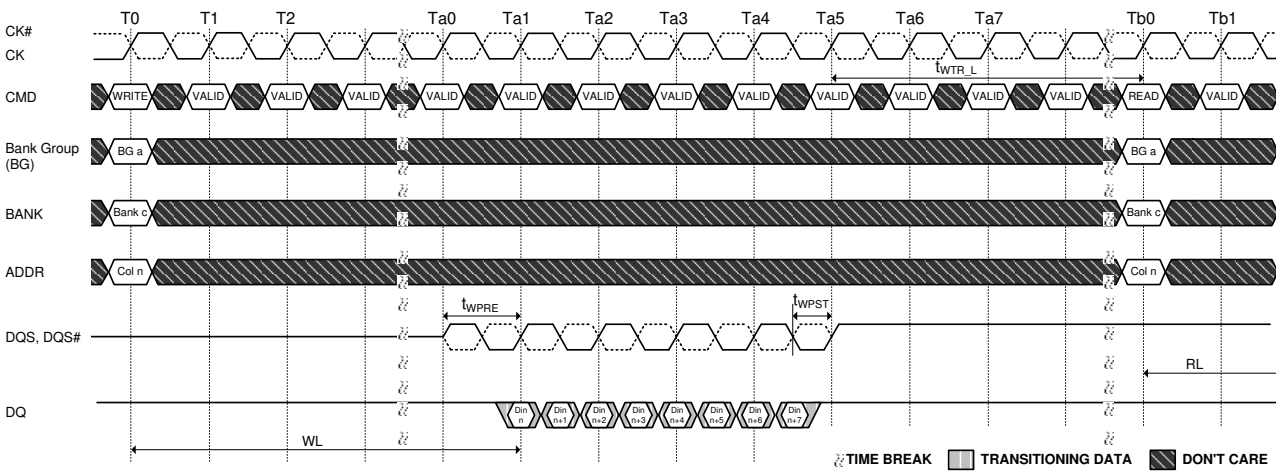 T0 T1 T2 Ta0 Ta1 Ta2 Ta3 Ta4 Ta5 Ta6 Ta7 Tb0 Tb1
CK#
CK
tWTR_L
CMD WRITE VALID VALID VALID VALID VALID VALID VALID VALID VALID VALID VALID VALID READ VALID
Bank Group
(BG)
BG a BG a
BANK Bank c Bank c
ADDR Col n Col n
tWPRE tWPST
DQS, DQS#
RL
DQ Din n Din n+1 Din n+2 Din n+3 Din n+4 Din n+5 Din n+6 Din n+7
WL
TIME BREAK TRANSITIONING DATA DON'T CARE